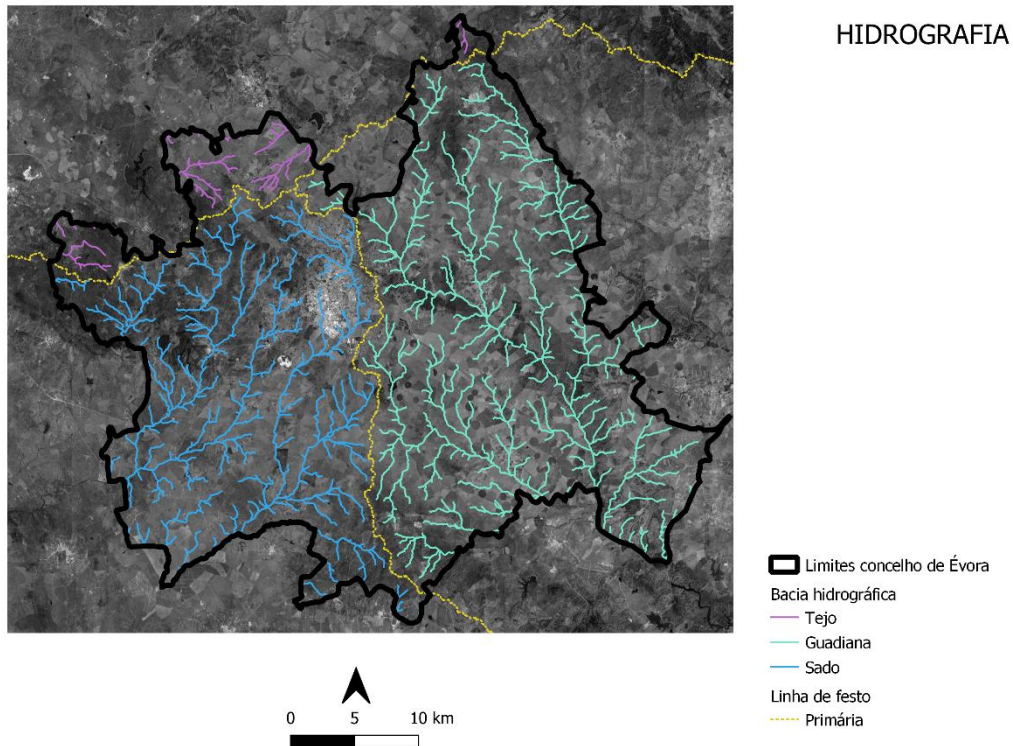 HIDROGRAFIA
Limites concelho de Évora
Bacia hidrográfica
Tejo
Guadiana
Sado
Linha de festo
Primária
0 5 10 km